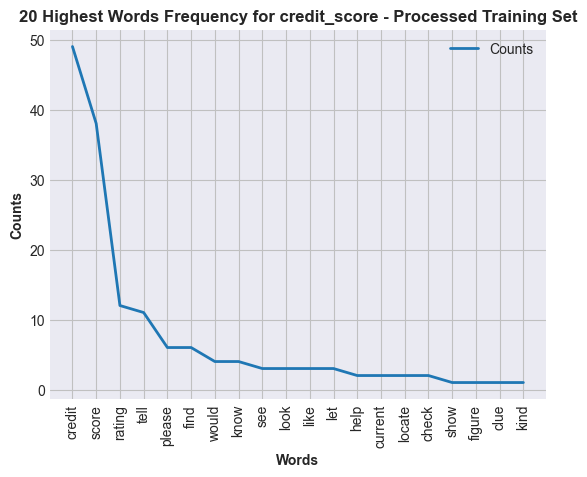 20 Highest Words Frequency for credit_score - Processed Training Set
Counts
50
40
30
20
10
0
Counts
credit score rating tell please find would know see look like let help current locate check show figure clue kind
Words